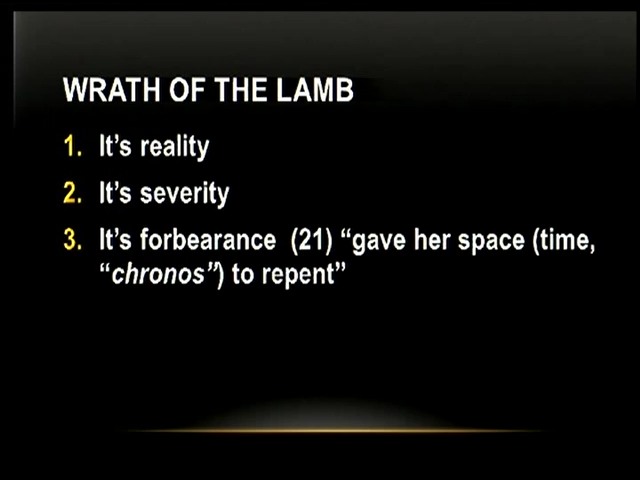 WRATH OF THE LAMB
1. It's reality
2. It's severity
3. It's forbearance (21) “gave her space (time,
“chronos”) to repent”